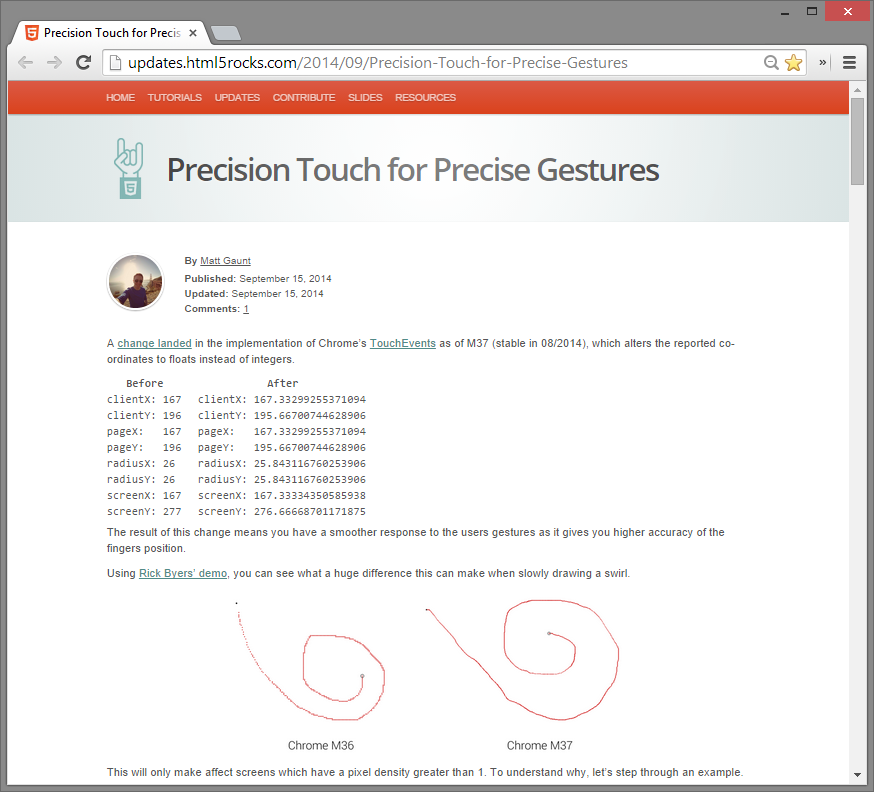 Precision Touch for Precis
updates.html5rocks.com/2014/09/Precision-Touch-for-Precise-Gestures
HOME TUTORIALS UPDATES CONTRIBUTE SLIDES RESOURCES
Precision Touch for Precise Gestures
By Matt Gaunt
Published: September 15, 2014
Updated: September 15, 2014
Comments: 1
A change landed in the implementation of Chrome's TouchEvents as of M37 (stable in 08/2014), which alters the reported co-
ordinates to floats instead of integers.
Before After
clientX: 167 clientX: 167.33299255371094
clientY: 196 clientY: 195.66700744628906
pageX: 167 pageX: 167.33299255371094
pageY: 196 pageY: 195.66700744628906
radiusX: 26 radiusX: 25.843116760253906
radiusY: 26 radiusY: 25.843116760253906
screenX: 167 screenX: 167.33334350585938
screenY: 277 screenY: 276.66668701171875
The result of this change means you have a smoother response to the users gestures as it gives you higher accuracy of the
fingers position.
Using Rick Byers' demo, you can see what a huge difference this can make when slowly drawing a swirl.
Chrome M36 Chrome M37
This will only make affect screens which have a pixel density greater than 1. To understand why, let's step through an example.